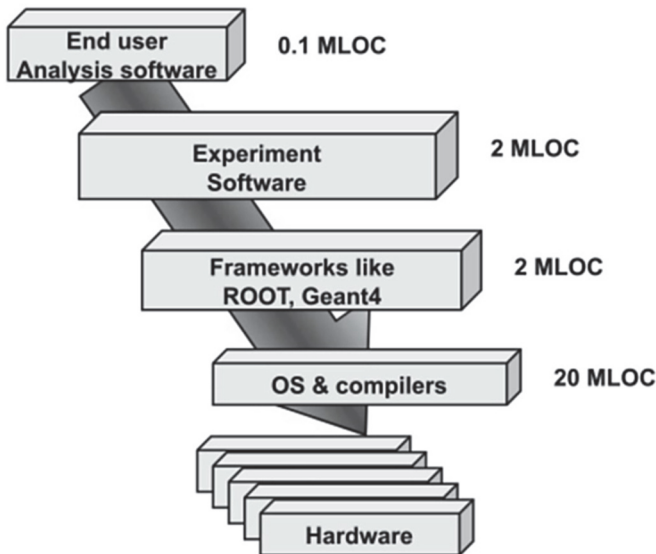 End user
Analysis software
0.1 MLOC
Experiment
Software
2 MLOC
Frameworks like
ROOT, Geant4
2 MLOC
OS & compilers
20 MLOC
Hardware